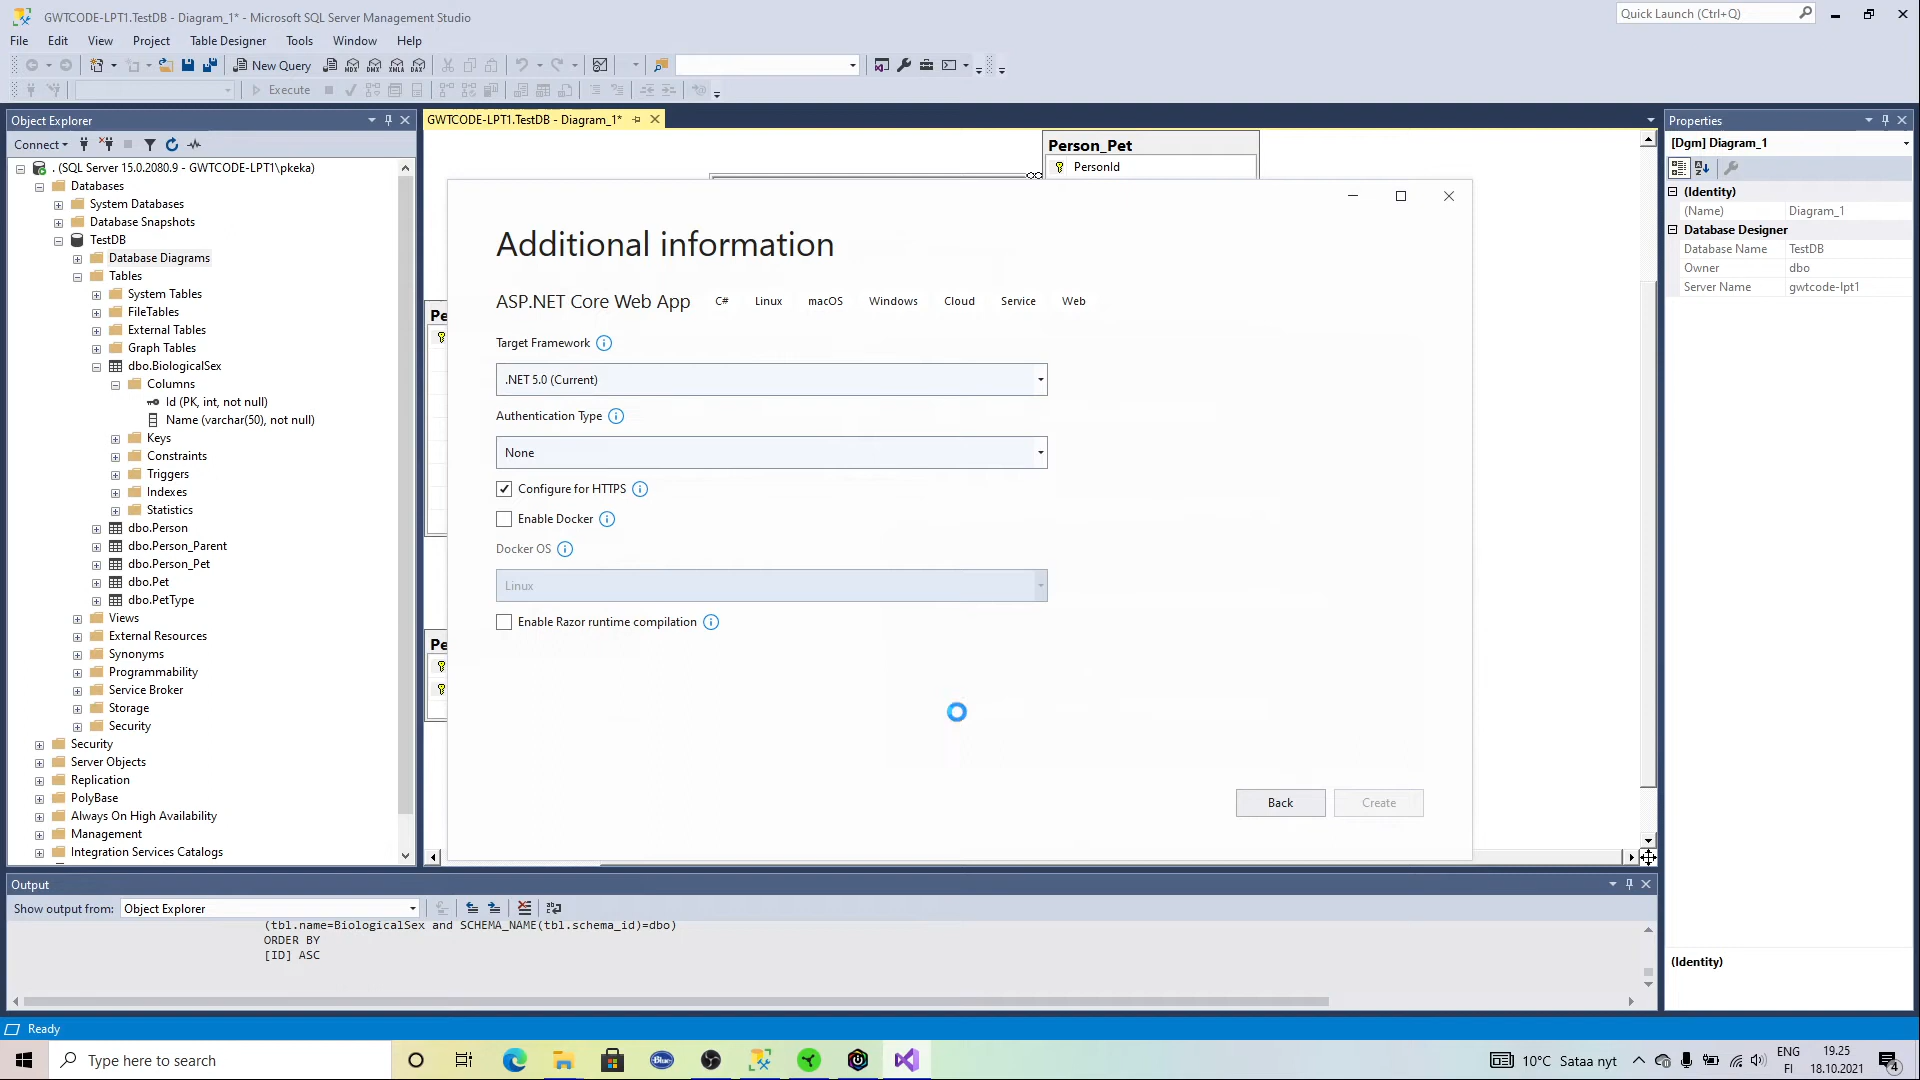 GWTCODE-LPT1.TestDB - Diagram_1* - Microsoft SQL Server Management Studio
Quick Launch (Ctrl+Q)
File Edit View Project Table Designer Tools Window Help
New Query MDX DMX XMLA DAX
Execute
Object Explorer
GWTCODE-LPT1.TestDB - Diagram_1*
Properties
Connect
[Dgm] Diagram_1
. (SQL Server 15.0.2080.9 - GWTCODE-LPT1\pkeka)
Databases
System Databases
Database Snapshots
TestDB
Database Diagrams
Tables
System Tables
FileTables
External Tables
Graph Tables
dbo.BiologicalSex
Columns
Id (PK, int, not null)
Name (varchar(50), not null)
Keys
Constraints
Triggers
Indexes
Statistics
dbo.Person
dbo.Person_Parent
dbo.Person_Pet
dbo.Pet
dbo.PetType
Views
External Resources
Synonyms
Programmability
Service Broker
Storage
Security
Security
Server Objects
Replication
PolyBase
Always On High Availability
Management
Integration Services Catalogs
Person_Pet
PersonId
Pe
Pe
Additional information
ASP.NET Core Web App C# Linux macOS Windows Cloud Service Web
Target Framework
.NET 5.0 (Current)
Authentication Type
None
Configure for HTTPS
Enable Docker
Docker OS
Linux
Enable Razor runtime compilation
Back Create
(Identity)
(Name) Diagram_1
Database Designer
Database Name TestDB
Owner dbo
Server Name gwtcode-lpt1
(Identity)
Output
Show output from: Object Explorer
(tbl.name=BiologicalSex and SCHEMA_NAME(tbl.schema_id)=dbo)
ORDER BY
[ID] ASC
Ready
Type here to search
Blue
10°C Sataa nyt
ENG
FI
19.25
18.10.2021
4